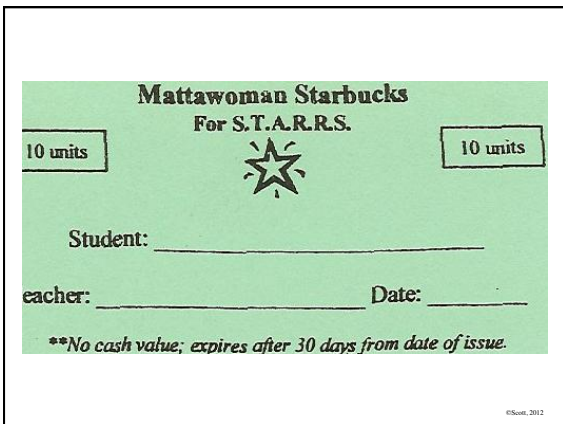 Mattawoman Starbucks
For S.T.A.R.R.S.
10 units 10 units
Student:
eacher: Date:
**No cash value; expires after 30 days from date of issue.
©Scott, 2012